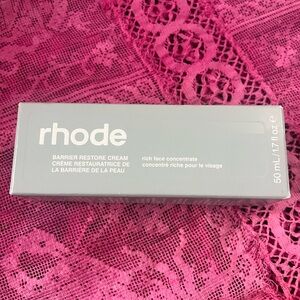 rhode
BARRIER RESTORE CREAM
CRÈME RESTAURATRICE DE
LA BARRIÈRE DE LA PEAU
rich face concentrate
concentré riche pour le visage
50 mL/1.7 fl oz e